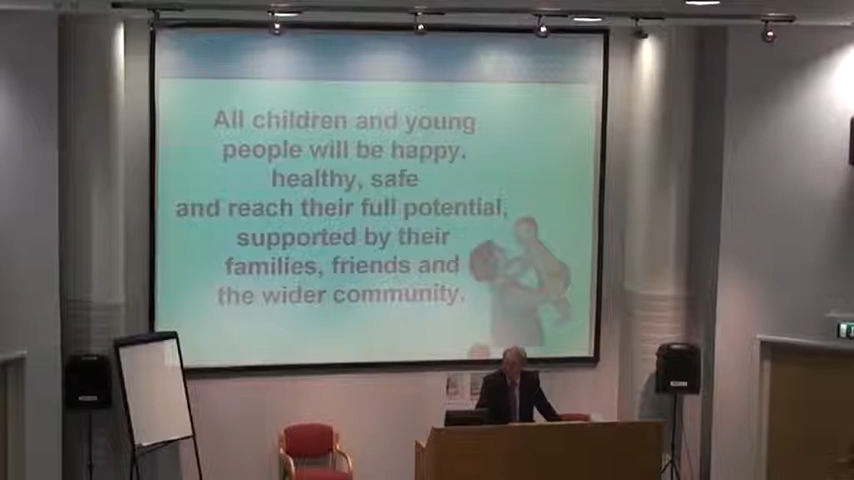 All children and young
people will be happy.
healthy, safe
and reach their full potential,
supported by their
families, friends and
the wider community.